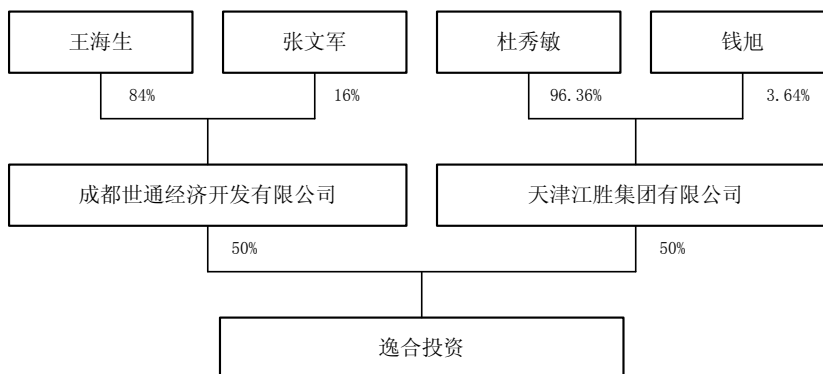 王海生
张文军
杜秀敏
钱旭
84%
16%
96.36%
3.64%
成都世通经济开发有限公司
天津江胜集团有限公司
50%
50%
逸合投资